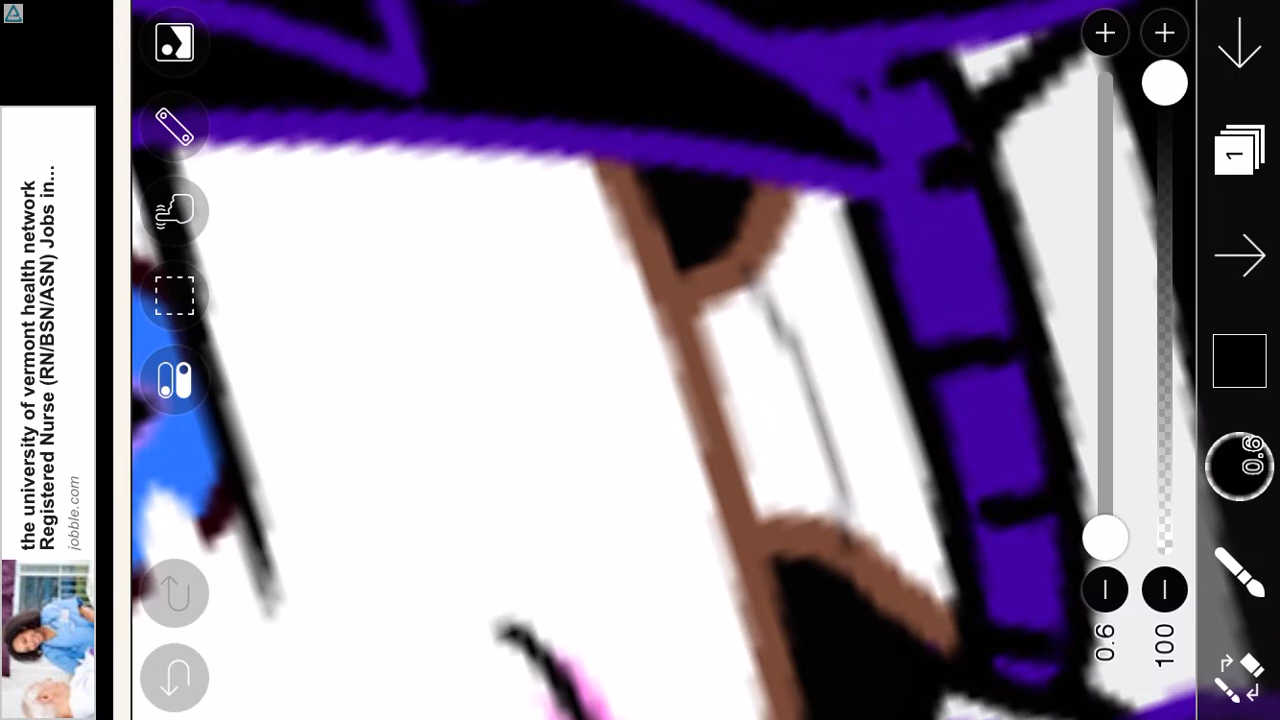 the university of vermont health network
Registered Nurse (RN/BSN/ASN) Jobs in...
jobble.com
1
0.6
0.6
100